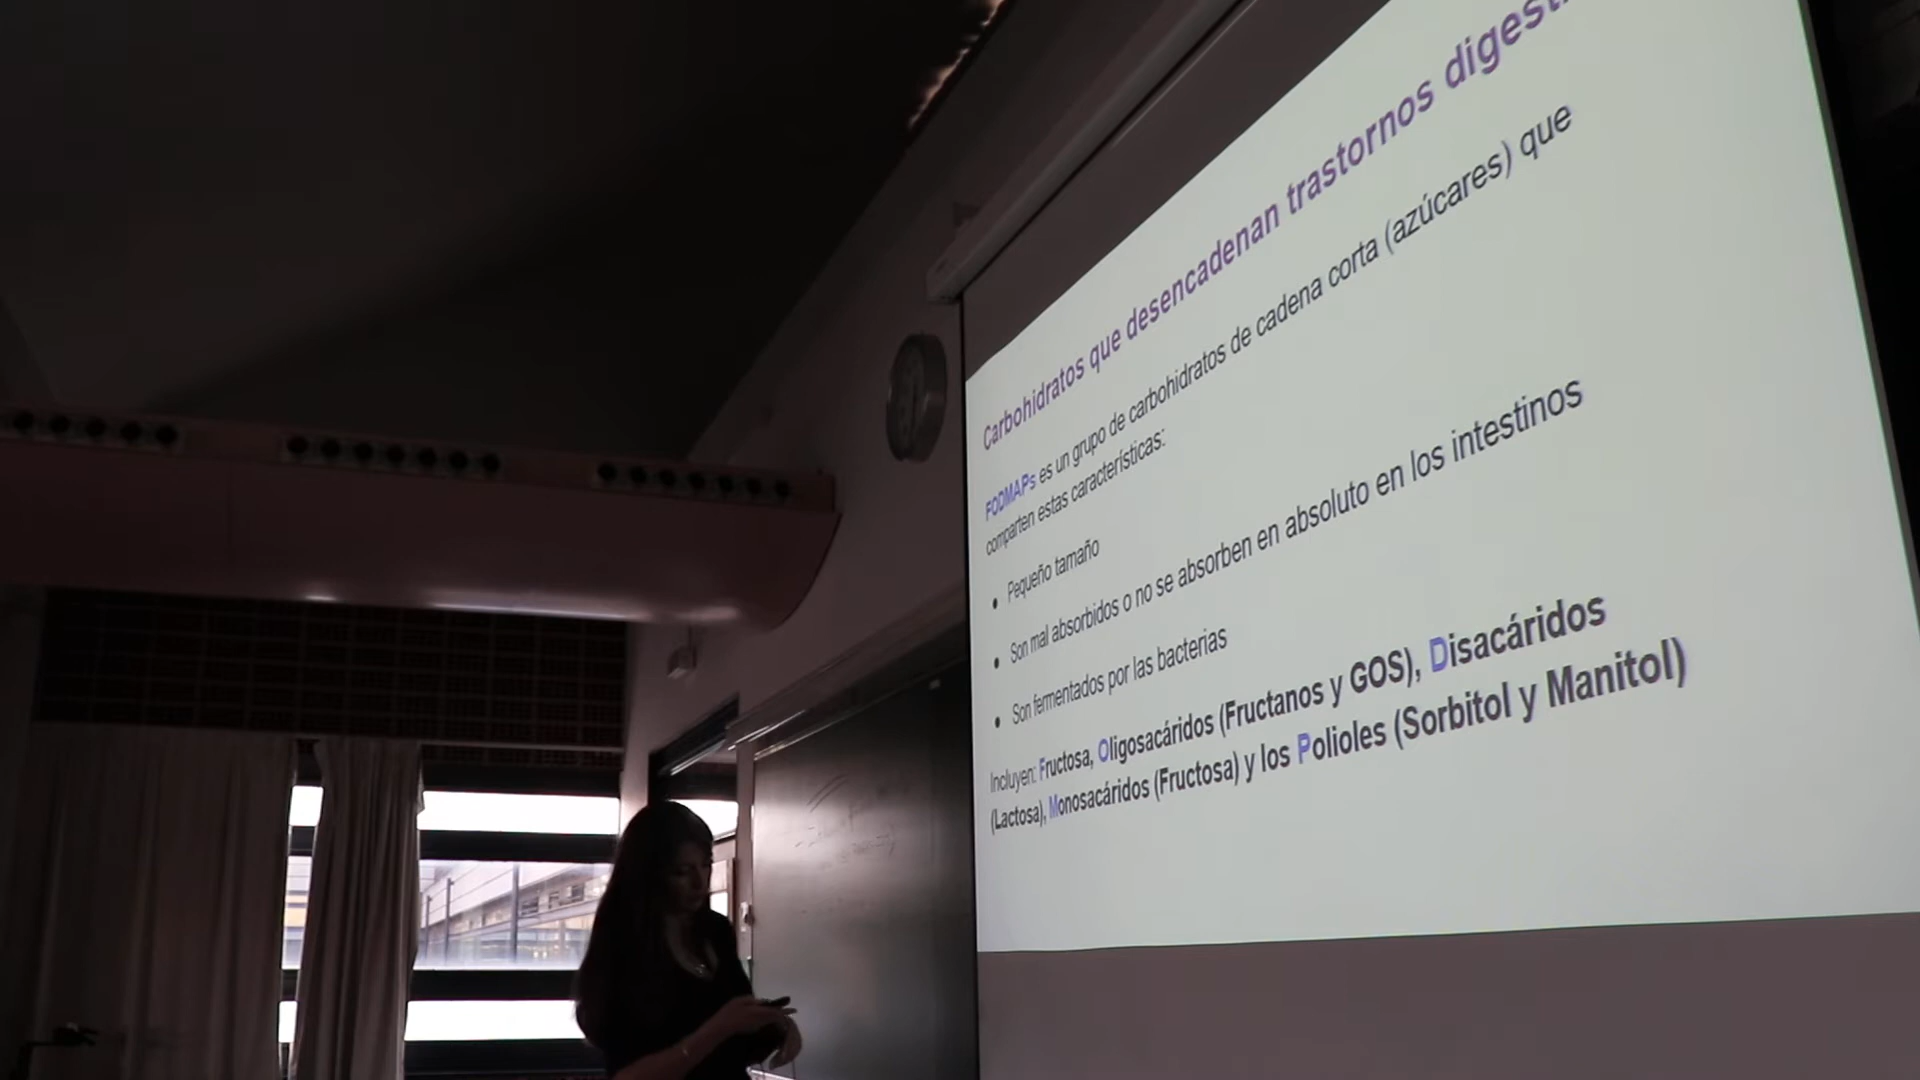 Carbohidratos que desencadenan trastornos digest
FODMAPs es un grupo de carbohidratos de cadena corta (azúcares) que
comparten estas características:
• Pequeño tamaño
• Son mal absorbidos o no se absorben en absoluto en los intestinos
• Son fermentados por las bacterias
Incluyen: Fructosa, Oligosacáridos (Fructanos y GOS), Disacáridos
(Lactosa), Monosacáridos (Fructosa) y los Polioles (Sorbitol y Manitol)